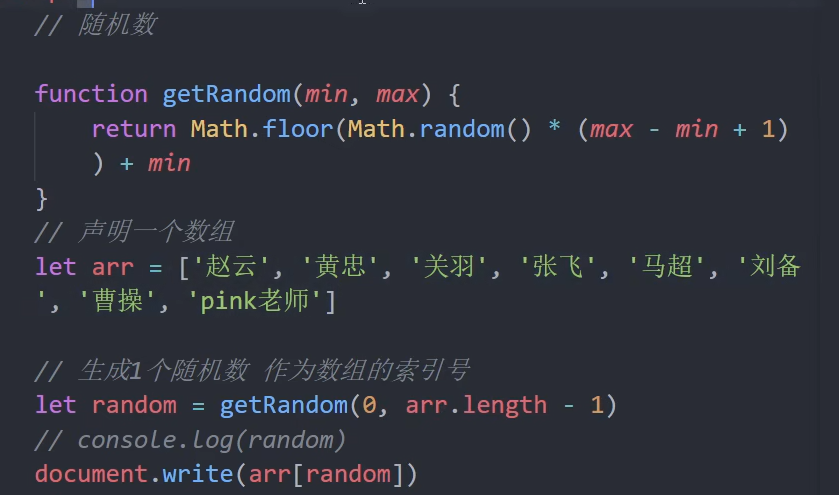 // 随机数
function getRandom(min, max) {
return Math.floor(Math.random() * (max - min + 1)
) + min
}
// 声明一个数组
let arr = ['赵云', '黄忠', '关羽', '张飞', '马超', '刘备
', '曹操', 'pink老师']
// 生成1个随机数 作为数组的索引号
let random = getRandom(0, arr.length - 1)
// console.log(random)
document.write(arr[random])